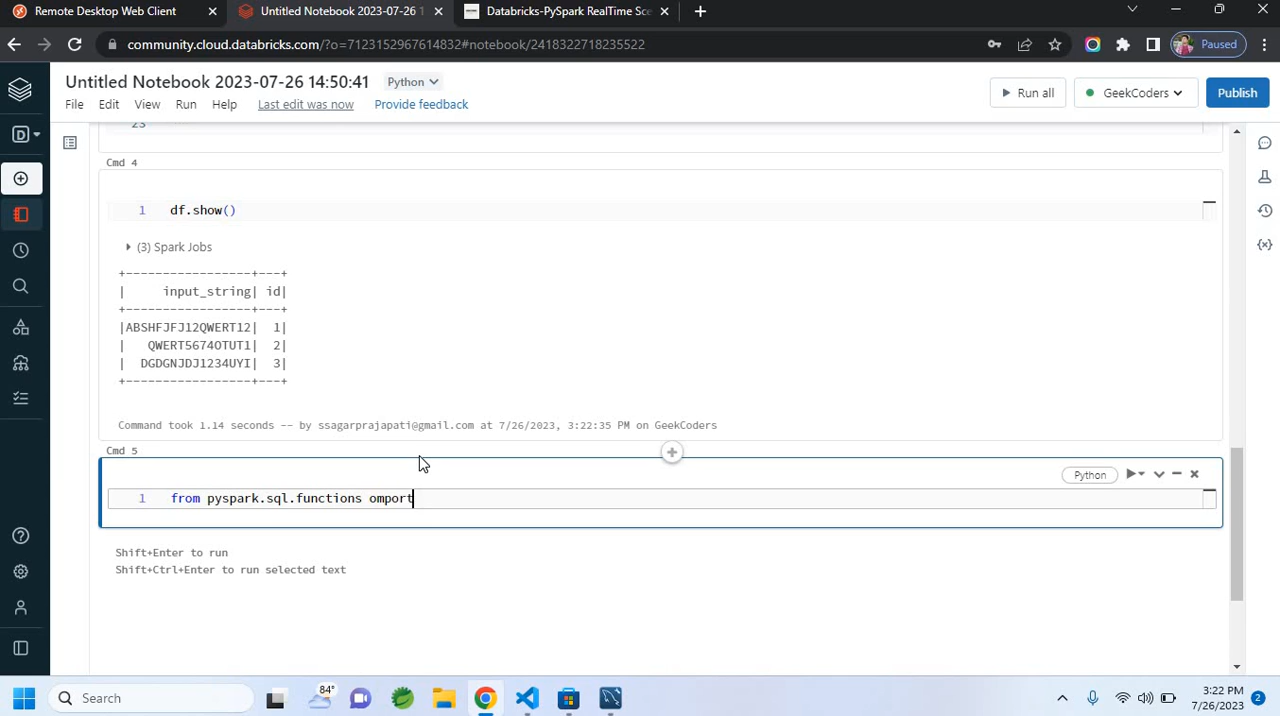 Remote Desktop Web Client
Untitled Notebook 2023-07-26 1
Databricks-PySpark RealTime Sce
community.cloud.databricks.com/?o=7123152967614832#notebook/2418322718235522
Paused
Untitled Notebook 2023-07-26 14:50:41 Python
File Edit View Run Help Last edit was now Provide feedback
Run all GeekCoders Publish
D
23
Cmd 4
1 df.show()
(3) Spark Jobs
+-----------------+---+
|     input_string| id|
+-----------------+---+
|ABSHFJFJ12QWERT12|  1|
|   QWERT5674OTUT1|  2|
|  DGDGNJDJ1234UYI|  3|
+-----------------+---+
Command took 1.14 seconds -- by ssagarprajapati@gmail.com at 7/26/2023, 3:22:35 PM on GeekCoders
Cmd 5
Python
1 from pyspark.sql.functions omport
Shift+Enter to run
Shift+Ctrl+Enter to run selected text
Search
84°
3:22 PM
7/26/2023
2